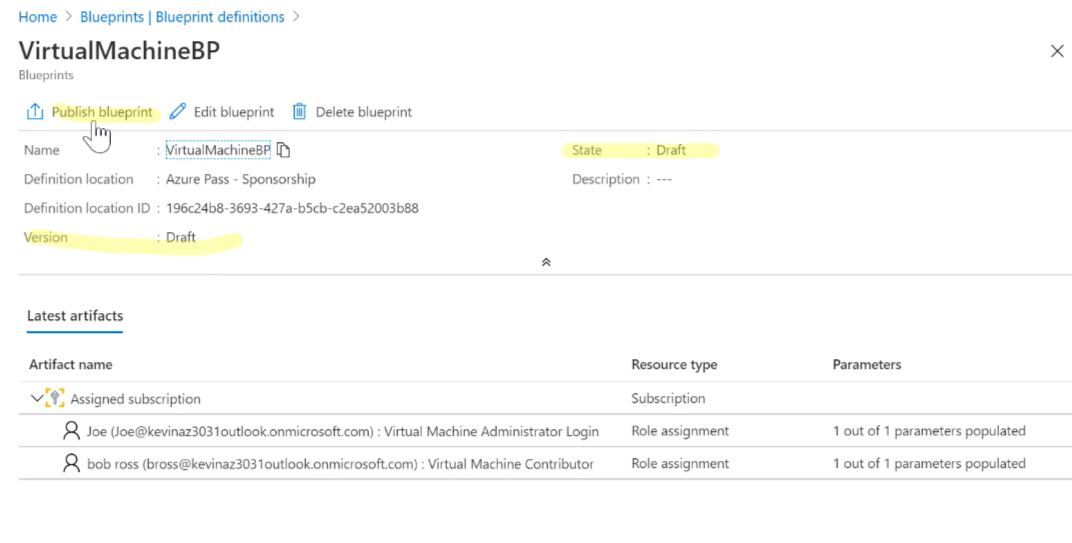 Home > Blueprints | Blueprint definitions >
VirtualMachineBP
Blueprints
Publish blueprint Edit blueprint Delete blueprint
Name : VirtualMachineBP State : Draft
Definition location : Azure Pass - Sponsorship Description : ---
Definition location ID : 196c24b8-3693-427a-b5cb-c2ea52003b88
Version : Draft
Latest artifacts
Artifact name Resource type Parameters
Assigned subscription Subscription
Joe (Joe@kevinaz3031outlook.onmicrosoft.com) : Virtual Machine Administrator Login Role assignment 1 out of 1 parameters populated
bob ross (bross@kevinaz3031outlook.onmicrosoft.com) : Virtual Machine Contributor Role assignment 1 out of 1 parameters populated